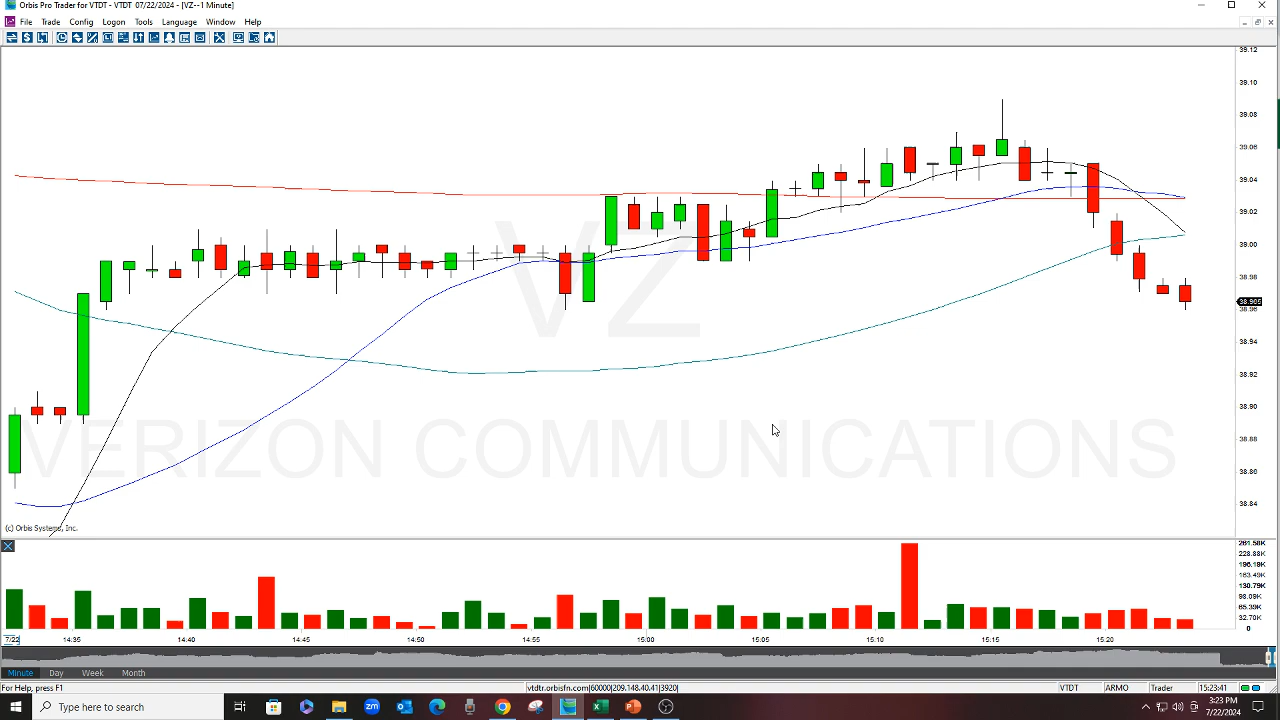 Orbis Pro Trader for VTDT - VTDT 07/22/2024 - [VZ--1 Minute]
File Trade Config Logon Tools Language Window Help
39.12
39.10
39.08
39.06
39.04
39.02
39.00
38.98
38.965
38.96
38.94
38.92
38.90
38.88
38.86
38.84
VZ
VERIZON COMMUNICATIONS
(c) Orbis Systems, Inc.
261.58K
228.88K
196.19K
163.49K
130.79K
98.09K
65.39K
32.70K
0
7/22 14:35 14:40 14:45 14:50 14:55 15:00 15:05 15:10 15:15 15:20
Minute Day Week Month
For Help, press F1 vtdtr.orbisfn.com|60000|209.148.40.41|3920| VTDT ARMO Trader 15:23:41
Type here to search
3:23 PM
7/22/2024